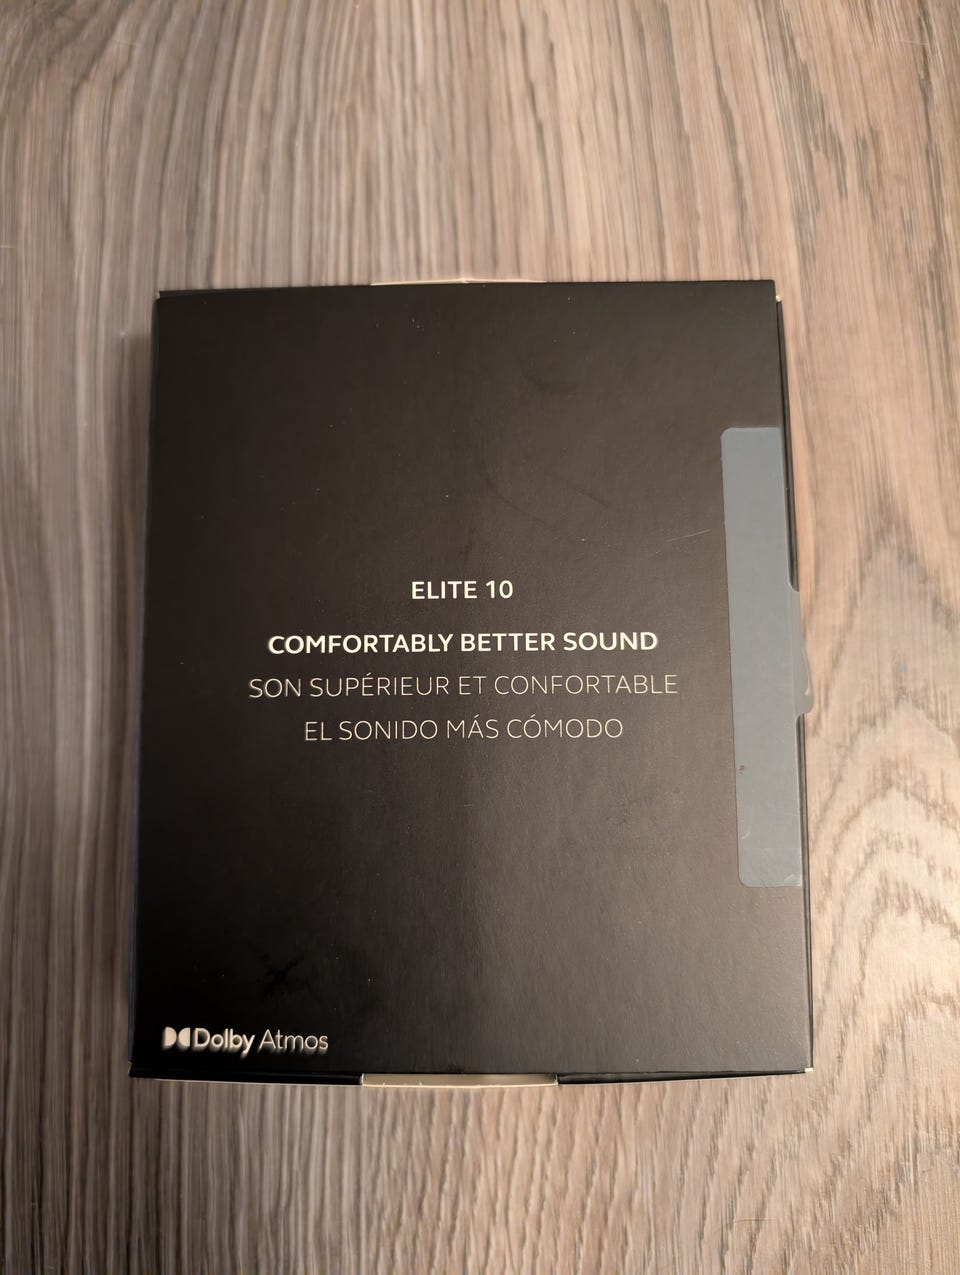 ELITE 10
COMFORTABLY BETTER SOUND
SON SUPÉRIEUR ET CONFORTABLE
EL SONIDO MÁS CÓMODO
Dolby Atmos